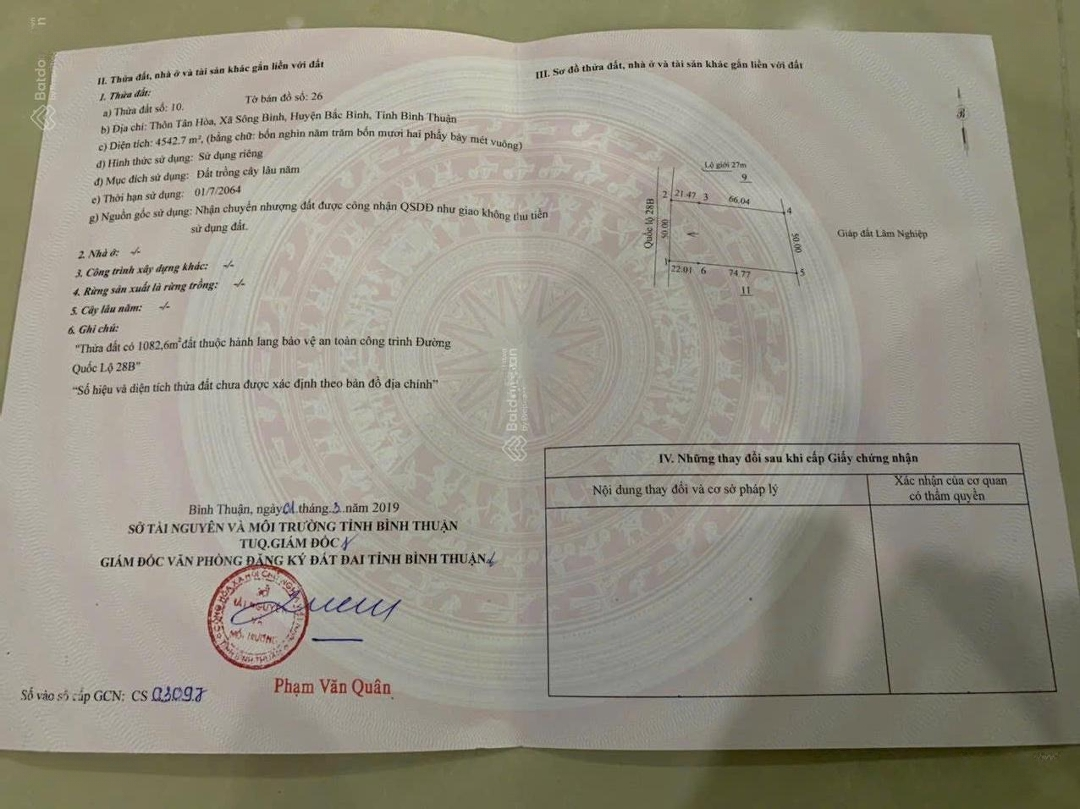 II. Thửa đất, nhà ở và tài sản khác gắn liền với đất
1. Thửa đất:
a) Thửa đất số: 10. Tờ bản đồ số: 26
b) Địa chỉ: Thôn Tân Hòa, Xã Sông Bình, Huyện Bắc Bình, Tỉnh Bình Thuận
c) Diện tích: 4542.7 m², (bằng chữ: bốn nghìn năm trăm bốn mươi hai phẩy bảy mét vuông)
d) Hình thức sử dụng: Sử dụng riêng
đ) Mục đích sử dụng: Đất trồng cây lâu năm
e) Thời hạn sử dụng: 01/7/2064
g) Nguồn gốc sử dụng: Nhận chuyển nhượng đất được công nhận QSDĐ như giao không thu tiền
sử dụng đất.
2. Nhà ở: -/-
3. Công trình xây dựng khác: -/-
4. Rừng sản xuất là rừng trồng: -/-
5. Cây lâu năm: -/-
6. Ghi chú:
"Thửa đất có 1082,6m² đất thuộc hành lang bảo vệ an toàn công trình Đường
Quốc Lộ 28B"
"Số hiệu và diện tích thửa đất chưa được xác định theo bản đồ địa chính"
Bình Thuận, ngày 01 tháng 3 năm 2019
SỞ TÀI NGUYÊN VÀ MÔI TRƯỜNG TỈNH BÌNH THUẬN
TUQ.GIÁM ĐỐC
GIÁM ĐỐC VĂN PHÒNG ĐĂNG KÝ ĐẤT ĐAI TỈNH BÌNH THUẬN
SỞ
TÀI NGUYÊN
VÀ
MÔI TRƯỜNG
TỈNH BÌNH THUẬN
Phạm Văn Quân
Số vào sổ cấp GCN: CS 03097
III. Sơ đồ thửa đất, nhà ở và tài sản khác gắn liền với đất
B
Lộ giới 27m
9
2 21.47 3 66.04 4
Quốc lộ 28B
50.00
50.00
Giáp đất Lâm Nghiệp
1 22.01 6 74.77 5
11
IV. Những thay đổi sau khi cấp Giấy chứng nhận
Nội dung thay đổi và cơ sở pháp lý
Xác nhận của cơ quan
có thẩm quyền
Batdongsan